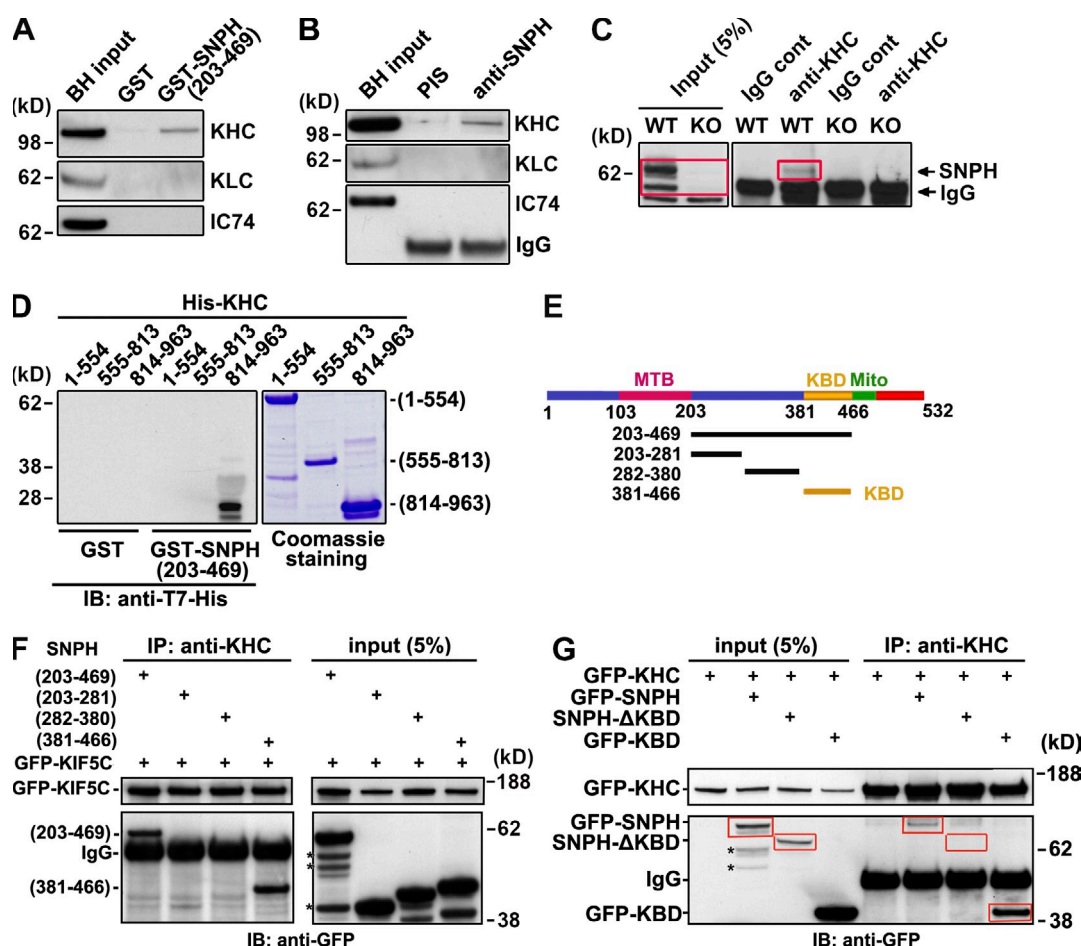 A
BH input
GST
GST-SNPH
(203-469)
(kD)
98
KHC
62
KLC
62
IC74
B
BH input
PIS
anti-SNPH
(kD)
98
KHC
62
KLC
62
IC74
IgG
C
Input (5%)
IgG cont
anti-KHC
IgG cont
anti-KHC
(kD)
WT KO WT WT KO KO
62
SNPH
IgG
D
His-KHC
1-554
555-813
814-963
1-554
555-813
814-963
1-554
555-813
814-963
(kD)
62
38
28
-(1-554)
-(555-813)
-(814-963)
GST
GST-SNPH
(203-469)
Coomassie
staining
IB: anti-T7-His
E
MTB KBD Mito
1 103 203 381 466 532
203-469
203-281
282-380
381-466 KBD
F
SNPH IP: anti-KHC input (5%)
(203-469) + +
(203-281) + +
(282-380) + +
(381-466) + +
(kD)
GFP-KIF5C + + + + + + + +
GFP-KIF5C -188
(203-469) -62
IgG
*
*
(381-466)
*
-38
IB: anti-GFP
G
input (5%) IP: anti-KHC
GFP-KHC + + + + + + + +
GFP-SNPH + +
SNPH-ΔKBD + +
GFP-KBD + + (kD)
-188
GFP-KHC-
GFP-SNPH
SNPH-ΔKBD
*
-62
*
IgG
GFP-KBD -38
IB: anti-GFP